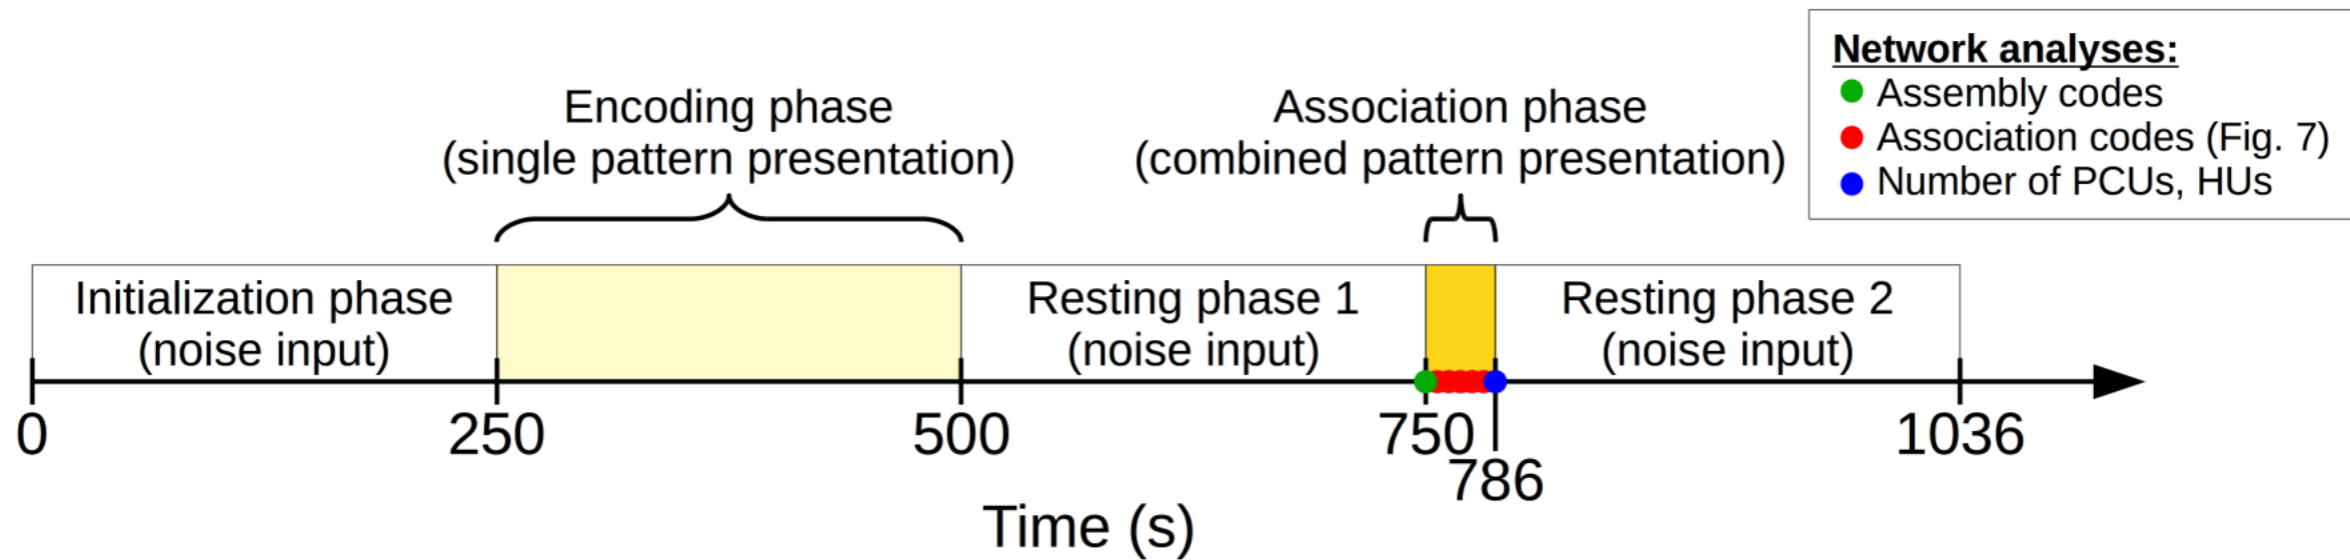 Network analyses:
Assembly codes
Association codes (Fig. 7)
Number of PCUs, HUs
Encoding phase
(single pattern presentation)
Association phase
(combined pattern presentation)
Initialization phase
(noise input)
Resting phase 1
(noise input)
Resting phase 2
(noise input)
0
250
500
750
786
1036
Time (s)